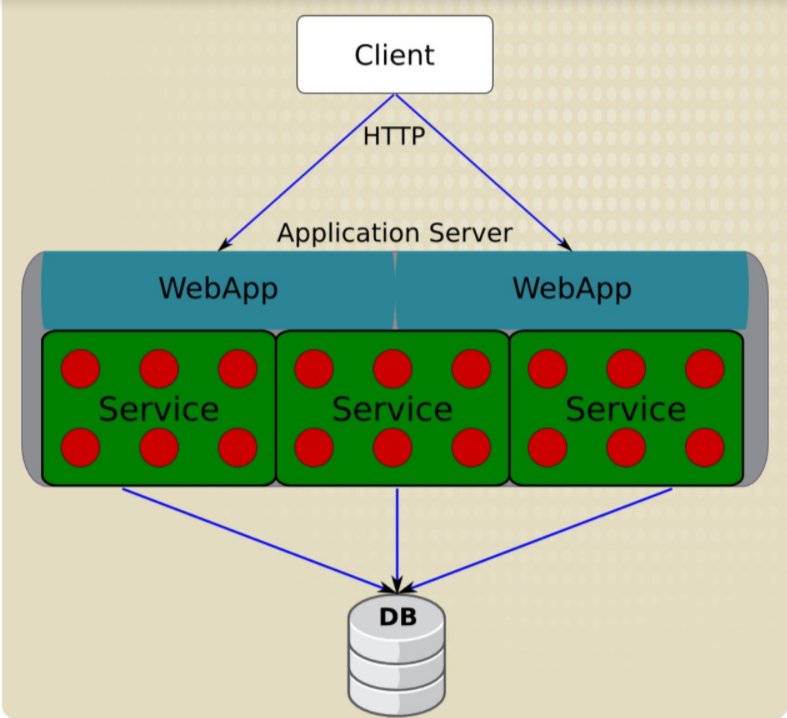 Client
HTTP
Application Server
WebApp WebApp
Service Service Service
DB